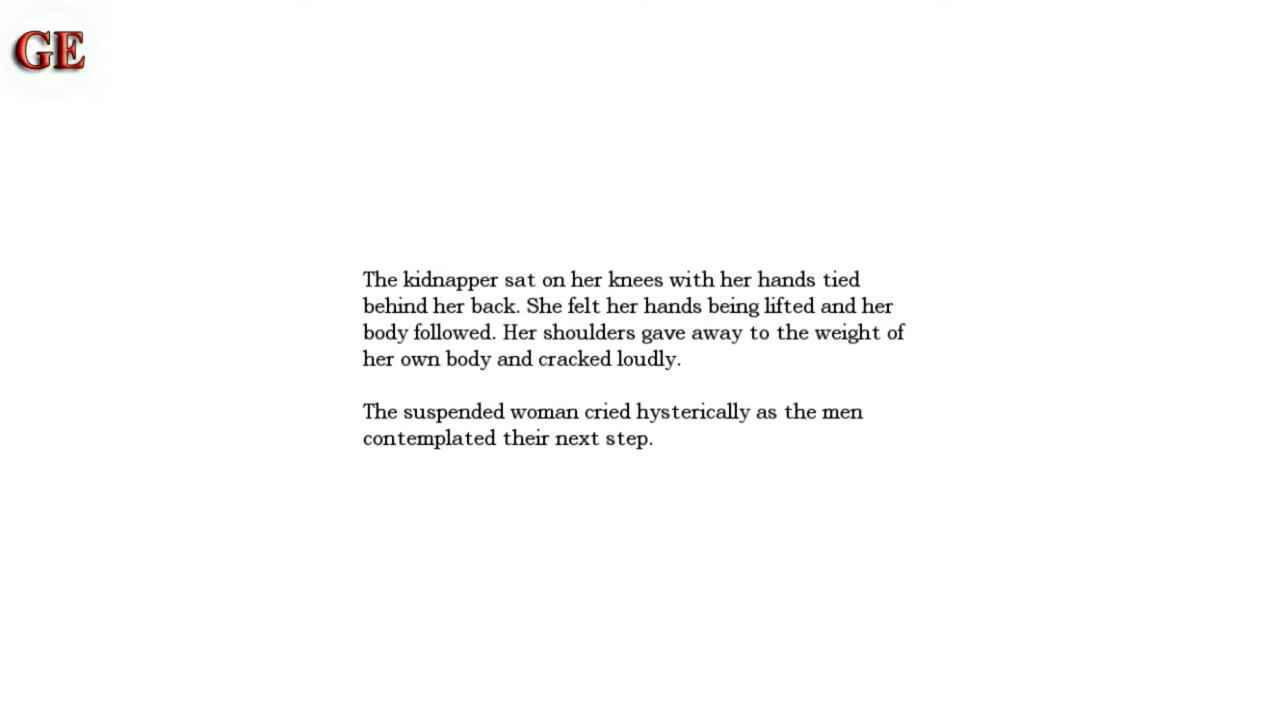 GE
The kidnapper sat on her knees with her hands tied
behind her back. She felt her hands being lifted and her
body followed. Her shoulders gave away to the weight of
her own body and cracked loudly.
The suspended woman cried hysterically as the men
contemplated their next step.